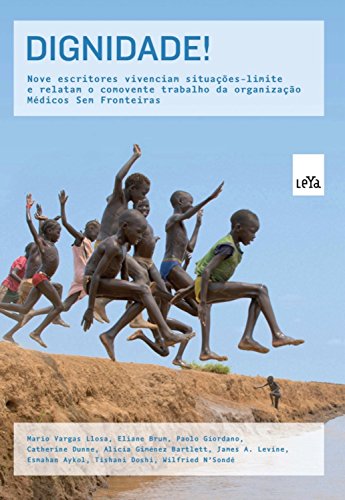 DIGNIDADE!
Nove escritores vivenciam situações-limite
e relatam o comovente trabalho da organização
Médicos Sem Fronteiras
LeYa
Mario Vargas Llosa, Eliane Brum, Paolo Giordano,
Catherine Dunne, Alicia Giménez Bartlett, James A. Levine,
Esmahan Aykol, Tishani Doshi, Wilfried N'Sondé